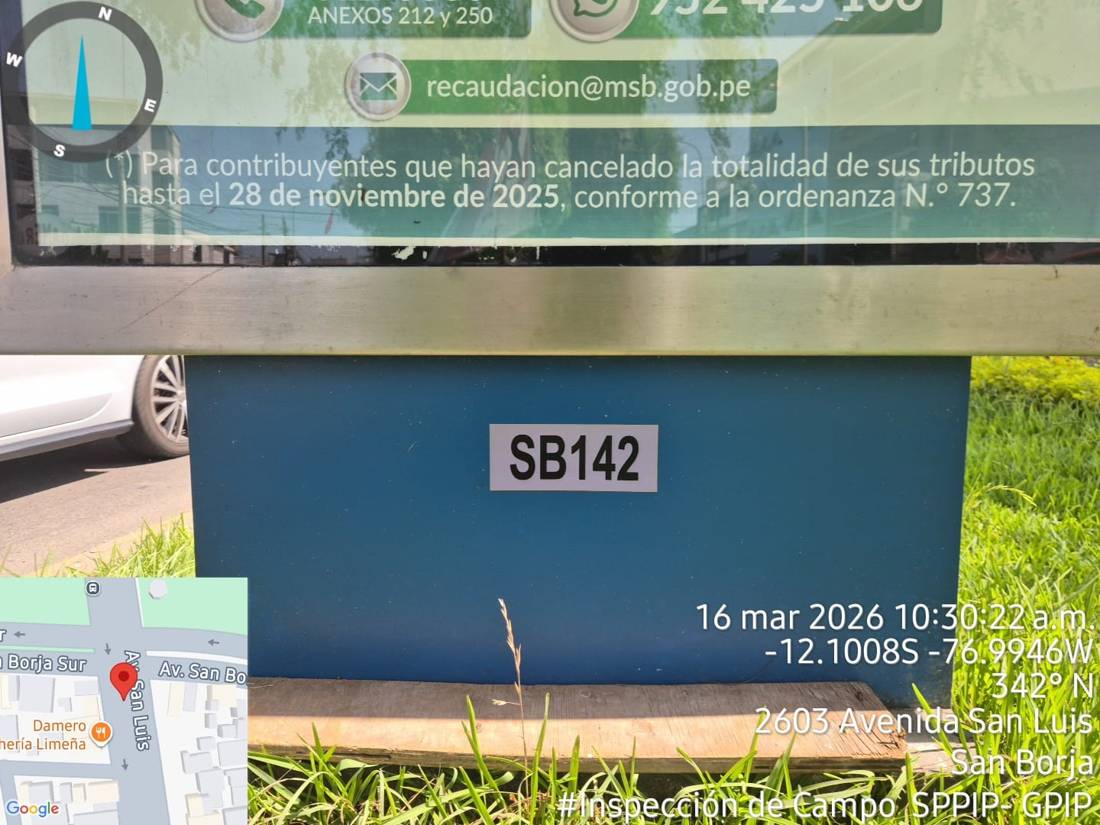 ANEXOS 212 y 250
recaudacion@msb.gob.pe
(*) Para contribuyentes que hayan cancelado la totalidad de sus tributos
hasta el 28 de noviembre de 2025, conforme a la ordenanza N.° 737.
SB142
N
W
E
S
16 mar 2026 10:30:22 a.m.
-12.1008S -76.9946W
342° N
2603 Avenida San Luis
San Borja
#Inspección de Campo SPPIP- GPIP
Borja Sur
Av. San Bo
Av. San Luis
Damero
hería Limeña
Google